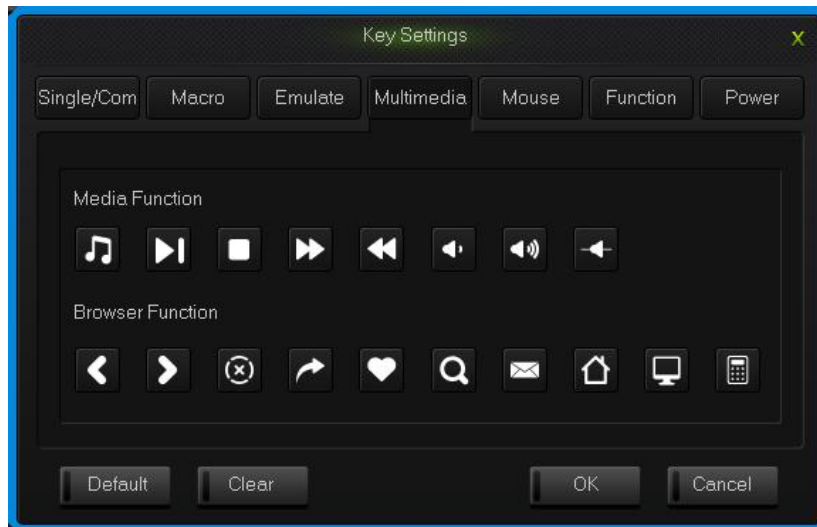 Key Settings
X
Single/Com Macro Emulate Multimedia Mouse Function Power
Media Function
Browser Function
Default Clear OK Cancel